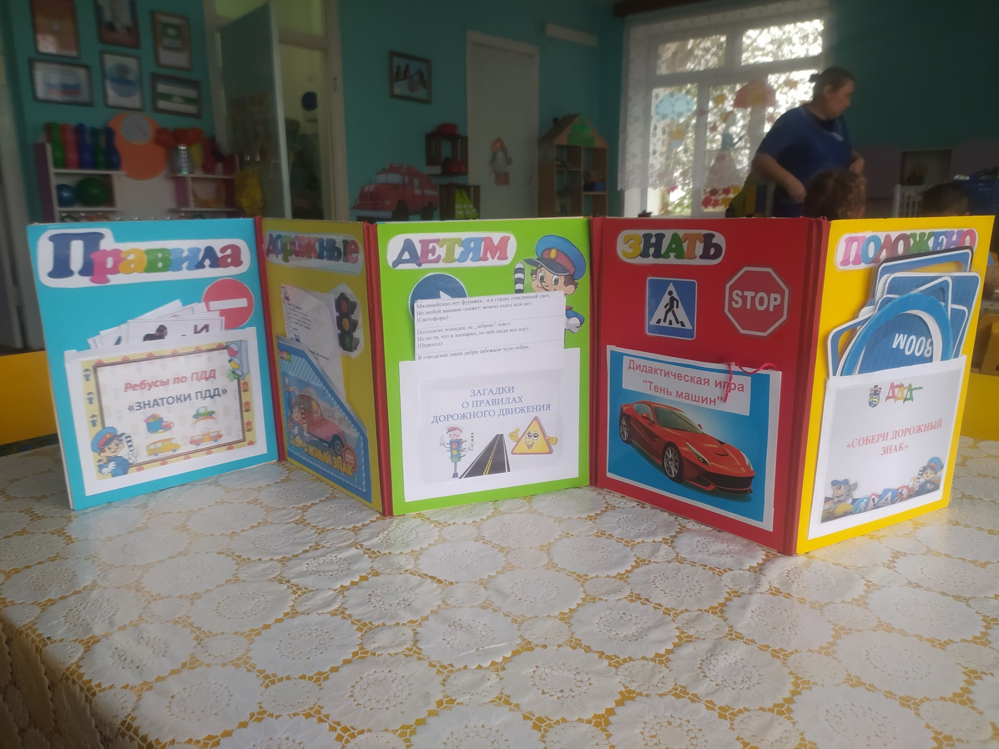 Правила
И
Ребусы по ПДД
«ЗНАТОКИ ПДД»
ДОРОЖНЫЕ
ДОРОЖНЫЙ ЗНАК
ДЕТЯМ
Милицейских нет фуражек, а в глазах стеклянный свет,
Но любой машине скажет: можно ехать или нет.
(Светофоры)
Полосатая лошадка, ее „зеброю” зовут.
Но не та, что в зоопарке, по ней люди все идут.
(Переход)
В городские наши дебри забежали чудо-зебры.
ЗАГАДКИ
О ПРАВИЛАХ
ДОРОЖНОГО ДВИЖЕНИЯ
ЗНАТЬ
STOP
Дидактическая игра
"Тень машин"
ПОЛОЖЕНО
800м
«СОБЕРИ ДОРОЖНЫЙ
ЗНАК»